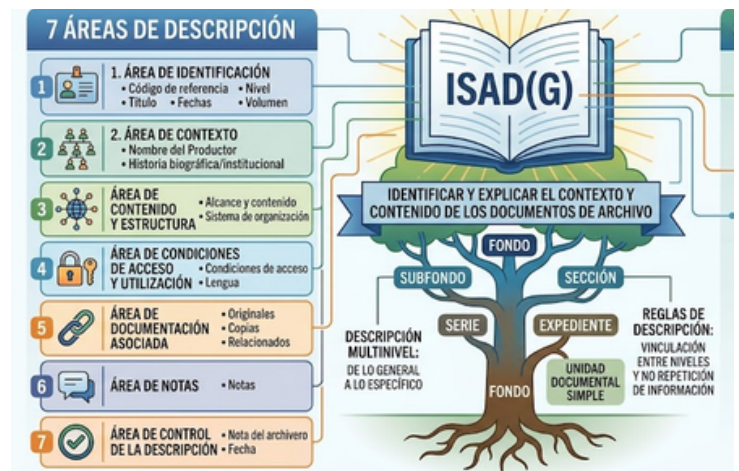 7 ÁREAS DE DESCRIPCIÓN
1
1. ÁREA DE IDENTIFICACIÓN
• Código de referencia • Nivel
• Título • Fechas • Volumen
2
2. ÁREA DE CONTEXTO
• Nombre del Productor
• Historia biográfica/institucional
3
ÁREA DE
CONTENIDO
Y ESTRUCTURA
• Alcance y contenido
• Sistema de organización
4
ÁREA DE CONDICIONES
DE ACCESO
Y UTILIZACIÓN
• Condiciones de acceso
• Lengua
5
ÁREA DE
DOCUMENTACIÓN
ASOCIADA
• Originales
• Copias
• Relacionados
6
ÁREA DE NOTAS
• Notas
7
ÁREA DE CONTROL
DE LA DESCRIPCIÓN
• Nota del archivero
• Fecha
ISAD(G)
IDENTIFICAR Y EXPLICAR EL CONTEXTO Y
CONTENIDO DE LOS DOCUMENTOS DE ARCHIVO
FONDO
SUBFONDO
SECCIÓN
SERIE
EXPEDIENTE
DESCRIPCIÓN
MULTINIVEL:
DE LO GENERAL
A LO ESPECÍFICO
FONDO
UNIDAD
DOCUMENTAL
SIMPLE
REGLAS DE
DESCRIPCIÓN:
VINCULACIÓN
ENTRE NIVELES
Y NO REPETICIÓN
DE INFORMACIÓN